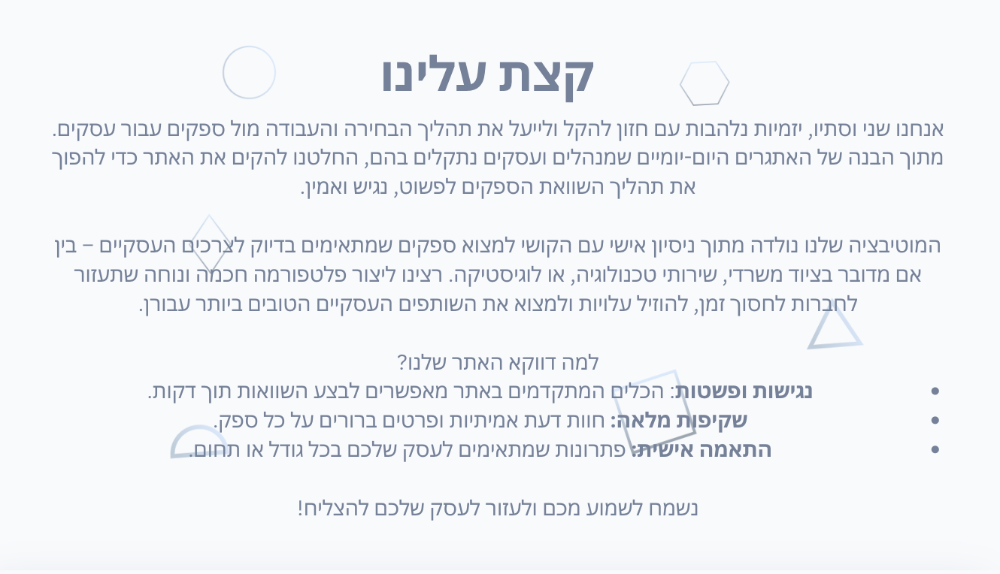 קצת עלינו
אנחנו שני וסתיו, יזמיות נלהבות עם חזון להקל ולייעל את תהליך הבחירה והעבודה מול ספקים עבור עסקים.
מתוך הבנה של האתגרים היום-יומיים שמנהלים ועסקים נתקלים בהם, החלטנו להקים את האתר כדי להפוך
את תהליך השוואת הספקים לפשוט, נגיש ואמין.
המוטיבציה שלנו נולדה מתוך ניסיון אישי עם הקושי למצוא ספקים שמתאימים בדיוק לצרכים העסקיים – בין
אם מדובר בציוד משרדי, שירותי טכנולוגיה, או לוגיסטיקה. רצינו ליצור פלטפורמה חכמה ונוחה שתעזור
לחברות לחסוך זמן, להוזיל עלויות ולמצוא את השותפים העסקיים הטובים ביותר עבורן.
למה דווקא האתר שלנו?
• נגישות ופשטות: הכלים המתקדמים באתר מאפשרים לבצע השוואות תוך דקות.
• שקיפות מלאה: חוות דעת אמיתיות ופרטים ברורים על כל ספק.
• התאמה אישית: פתרונות שמתאימים לעסק שלכם בכל גודל או תחום.
נשמח לשמוע מכם ולעזור לעסק שלכם להצליח!